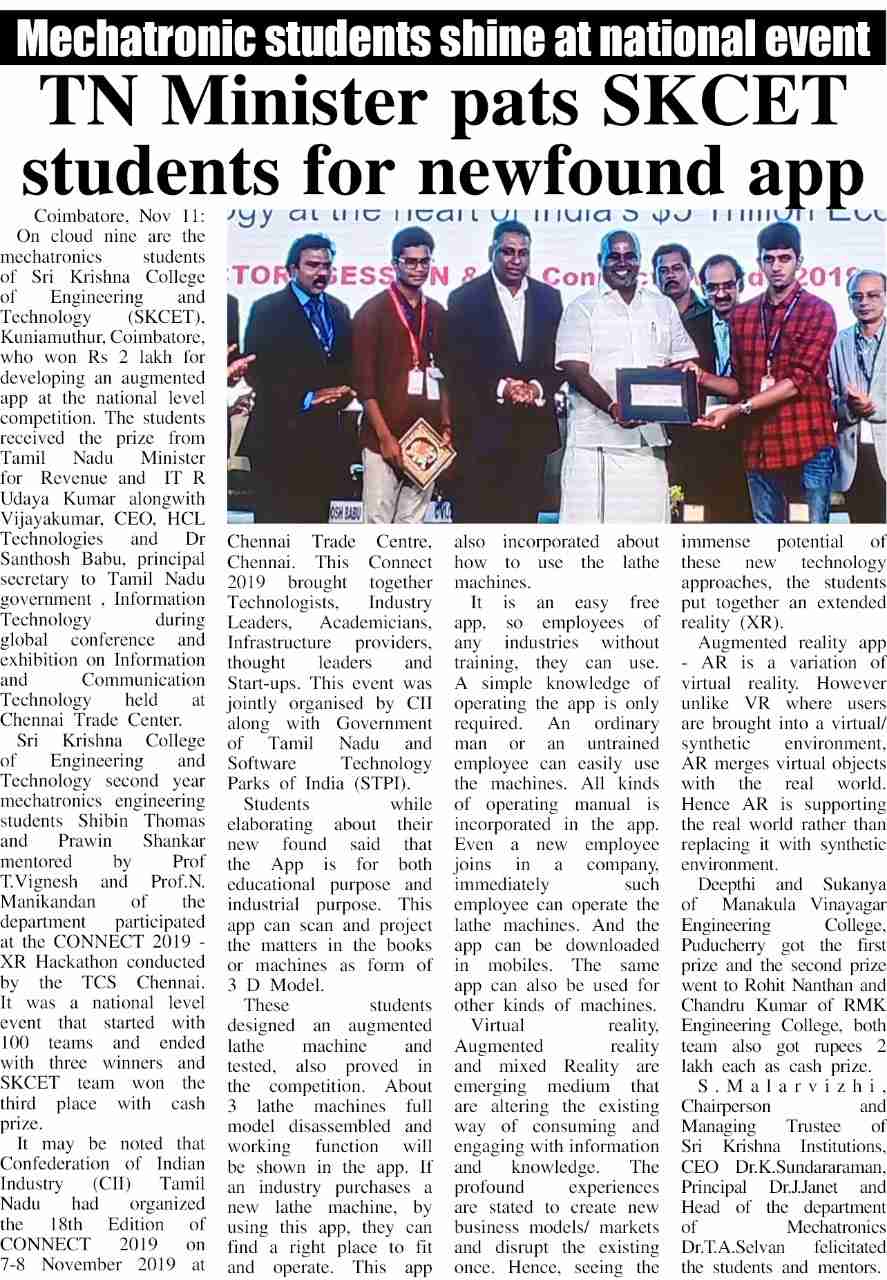 Mechatronic students shine at national event
TN Minister pats SKCET
students for newfound app
Coimbatore, Nov 11:
On cloud nine are the
mechatronics students
of Sri Krishna College
of Engineering and
Technology (SKCET),
Kuniamuthur, Coimbatore,
who won Rs 2 lakh for
developing an augmented
app at the national level
competition. The students
received the prize from
Tamil Nadu Minister
for Revenue and IT R
Udaya Kumar alongwith
Vijayakumar, CEO, HCL
Technologies and Dr
Santhosh Babu, principal
secretary to Tamil Nadu
government , Information
Technology during
global conference and
exhibition on Information
and Communication
Technology held at
Chennai Trade Center.
Sri Krishna College
of Engineering and
Technology second year
mechatronics engineering
students Shibin Thomas
and Prawin Shankar
mentored by Prof
T.Vignesh and Prof.N.
Manikandan of the
department participated
at the CONNECT 2019 -
XR Hackathon conducted
by the TCS Chennai.
It was a national level
event that started with
100 teams and ended
with three winners and
SKCET team won the
third place with cash
prize.
It may be noted that
Confederation of Indian
Industry (CII) Tamil
Nadu had organized
the 18th Edition of
CONNECT 2019 on
7-8 November 2019 at
ogy at the heart of India's $5 Trillion Eco
TOR SESSION & Con 2019
OSH BABU
Chennai Trade Centre,
Chennai. This Connect
2019 brought together
Technologists, Industry
Leaders, Academicians,
Infrastructure providers,
thought leaders and
Start-ups. This event was
jointly organised by CII
along with Government
of Tamil Nadu and
Software Technology
Parks of India (STPI).
Students while
elaborating about their
new found said that
the App is for both
educational purpose and
industrial purpose. This
app can scan and project
the matters in the books
or machines as form of
3 D Model.
These students
designed an augmented
lathe machine and
tested, also proved in
the competition. About
3 lathe machines full
model disassembled and
working function will
be shown in the app. If
an industry purchases a
new lathe machine, by
using this app, they can
find a right place to fit
and operate. This app
also incorporated about
how to use the lathe
machines.
It is an easy free
app, so employees of
any industries without
training, they can use.
A simple knowledge of
operating the app is only
required. An ordinary
man or an untrained
employee can easily use
the machines. All kinds
of operating manual is
incorporated in the app.
Even a new employee
joins in a company,
immediately such
employee can operate the
lathe machines. And the
app can be downloaded
in mobiles. The same
app can also be used for
other kinds of machines.
Virtual reality,
Augmented reality
and mixed Reality are
emerging medium that
are altering the existing
way of consuming and
engaging with information
and knowledge. The
profound experiences
are stated to create new
business models/ markets
and disrupt the existing
once. Hence, seeing the
immense potential of
these new technology
approaches, the students
put together an extended
reality (XR).
Augmented reality app
- AR is a variation of
virtual reality. However
unlike VR where users
are brought into a virtual/
synthetic environment,
AR merges virtual objects
with the real world.
Hence AR is supporting
the real world rather than
replacing it with synthetic
environment.
Deepthi and Sukanya
of Manakula Vinayagar
Engineering College,
Puducherry got the first
prize and the second prize
went to Rohit Nanthan and
Chandru Kumar of RMK
Engineering College, both
team also got rupees 2
lakh each as cash prize.
S.Malarvizhi,
Chairperson and
Managing Trustee of
Sri Krishna Institutions,
CEO Dr.K.Sundararaman,
Principal Dr.J.Janet and
Head of the department
of Mechatronics
Dr.T.A.Selvan felicitated
the students and mentors.